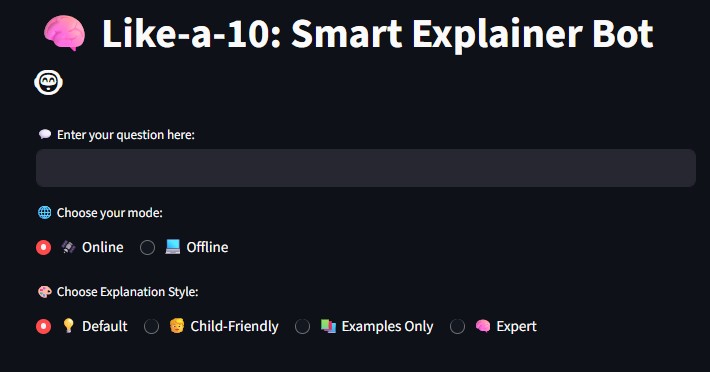 🧠 Like-a-10: Smart Explainer Bot
💬 Enter your question here:
🌐 Choose your mode:
🛰️ Online 💻 Offline
🎨 Choose Explanation Style:
💡 Default 🧒 Child-Friendly 📚 Examples Only 🧠 Expert